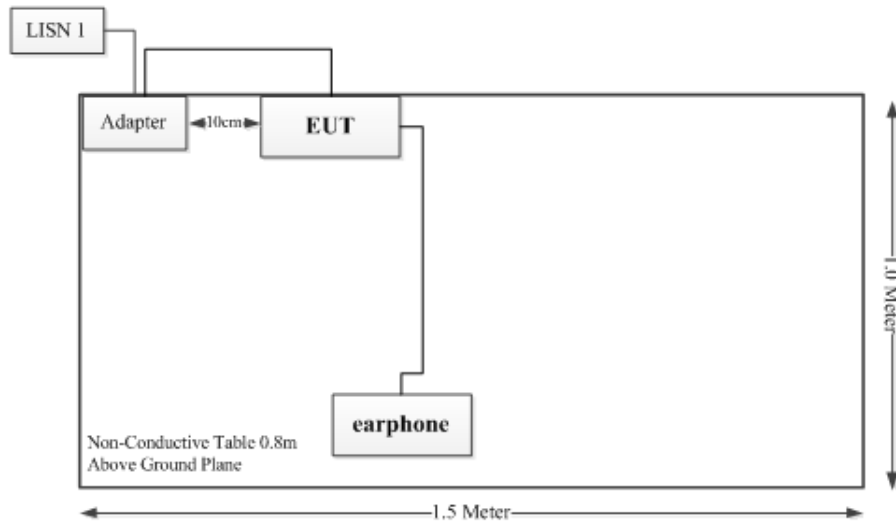 LISN 1
Adapter
10cm
EUT
1.0 Meter
earphone
Non-Conductive Table 0.8m
Above Ground Plane
1.5 Meter